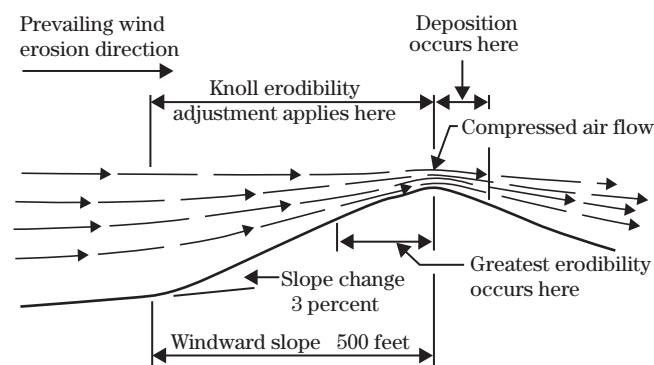 Prevailing wind
erosion direction
Deposition
occurs here
Knoll erodibility
adjustment applies here
Compressed air flow
Slope change
3 percent
Greatest erodibility
occurs here
Windward slope 500 feet